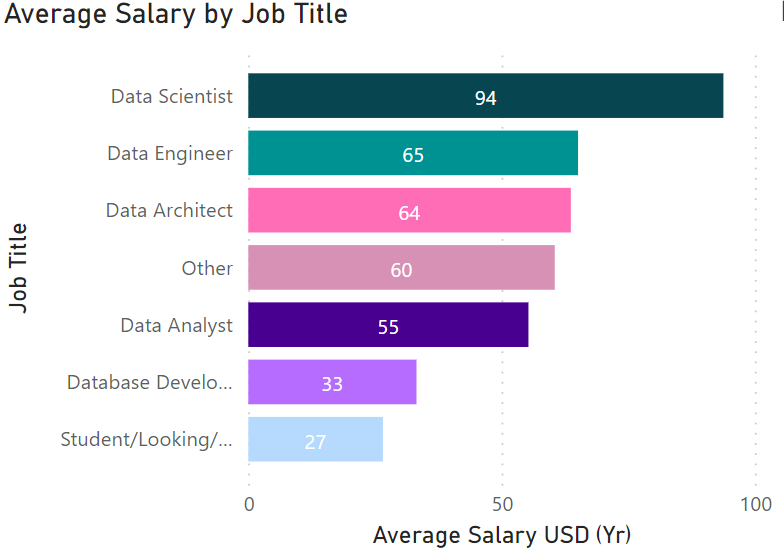 Average Salary by Job Title
Job Title
Data Scientist 94
Data Engineer 65
Data Architect 64
Other 60
Data Analyst 55
Database Develo... 33
Student/Looking/... 27
0 50 100
Average Salary USD (Yr)